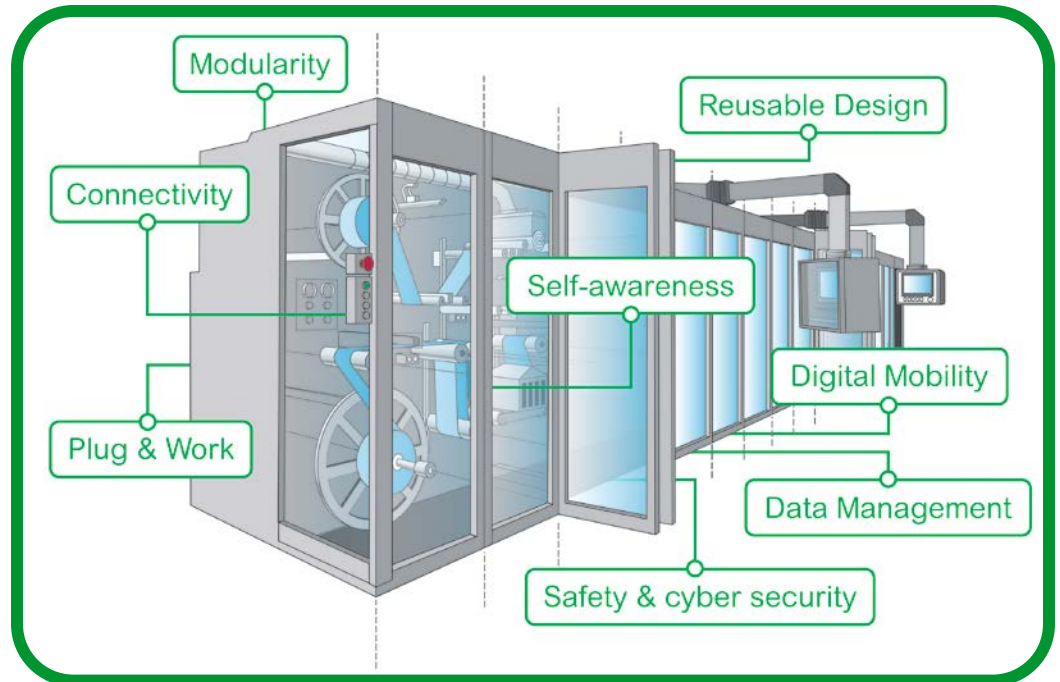 Modularity
Reusable Design
Connectivity
Self-awareness
Digital Mobility
Plug & Work
Data Management
Safety & cyber security